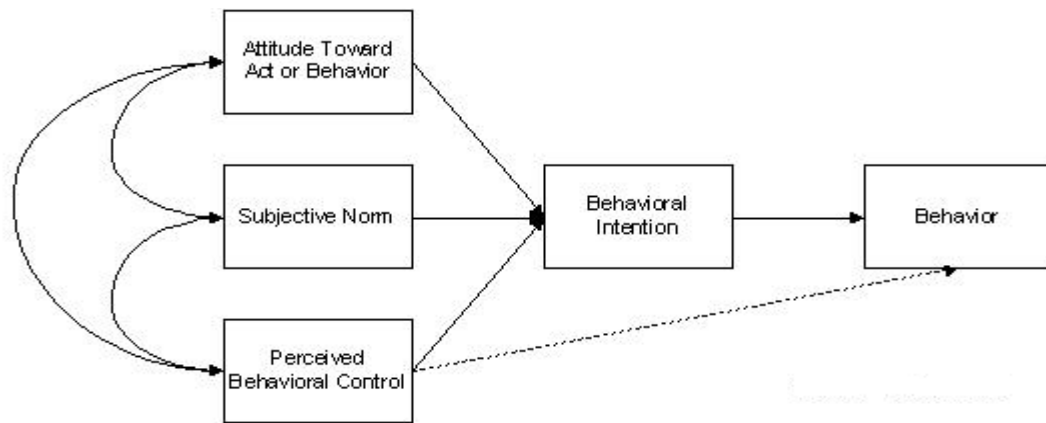 Attitude Toward
Act or Behavior
Subjective Norm
Behavioral
Intention
Behavior
Perceived
Behavioral Control